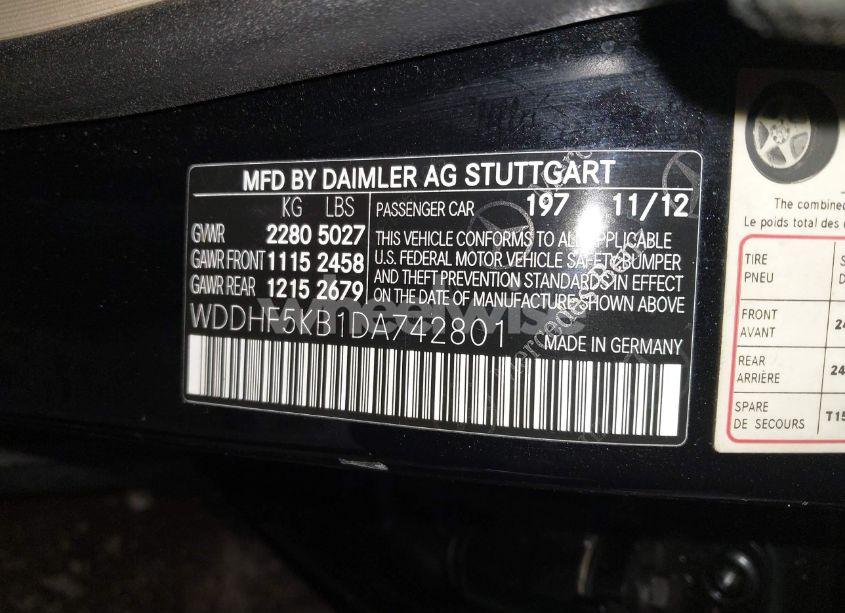 MFD BY DAIMLER AG STUTTGART
KG LBS
GVWR 2280 5027
GAWR FRONT 1115 2458
GAWR REAR 1215 2679
PASSENGER CAR 197 11/12
THIS VEHICLE CONFORMS TO ALL APPLICABLE
U.S. FEDERAL MOTOR VEHICLE SAFETY BUMPER
AND THEFT PREVENTION STANDARDS IN EFFECT
ON THE DATE OF MANUFACTURE SHOWN ABOVE
WDDHF5KB1DA742801
MADE IN GERMANY
Wheelwise
Mercedes-Benz
The combined
Le poids total des
TIRE
PNEU
FRONT
AVANT
REAR
ARRIÈRE
SPARE
DE SECOURS